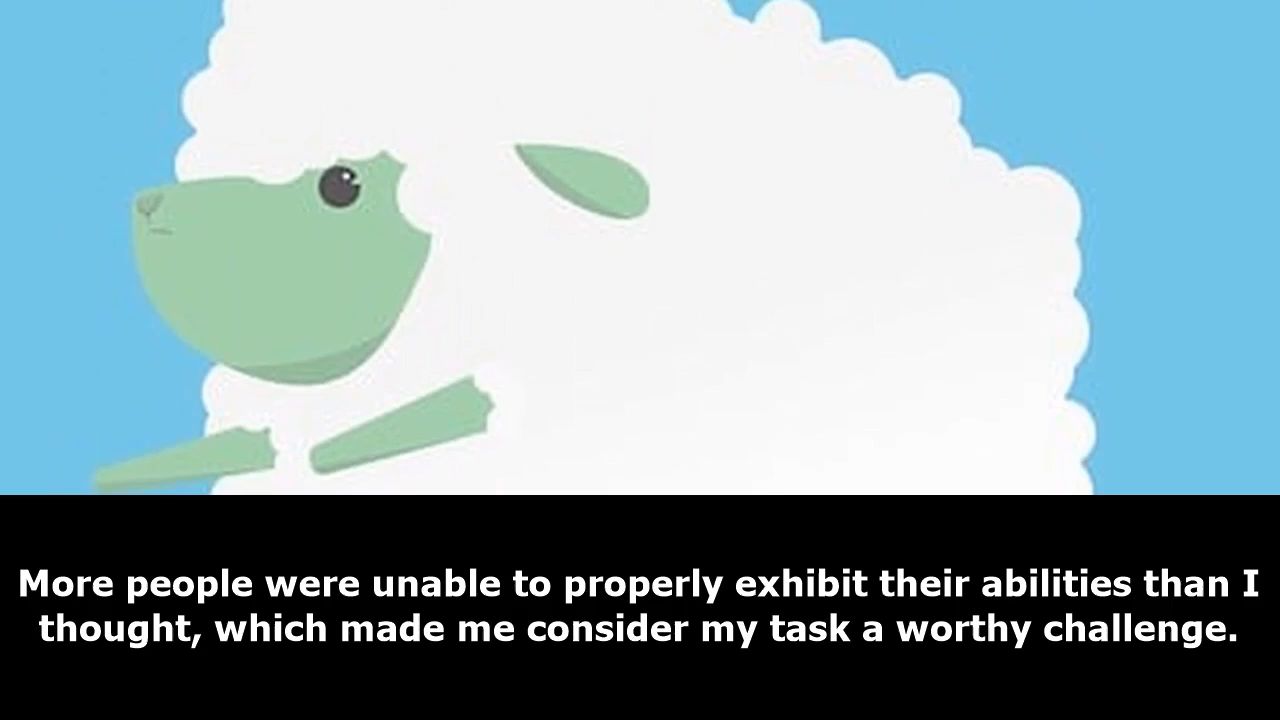 More people were unable to properly exhibit their abilities than I
thought, which made me consider my task a worthy challenge.